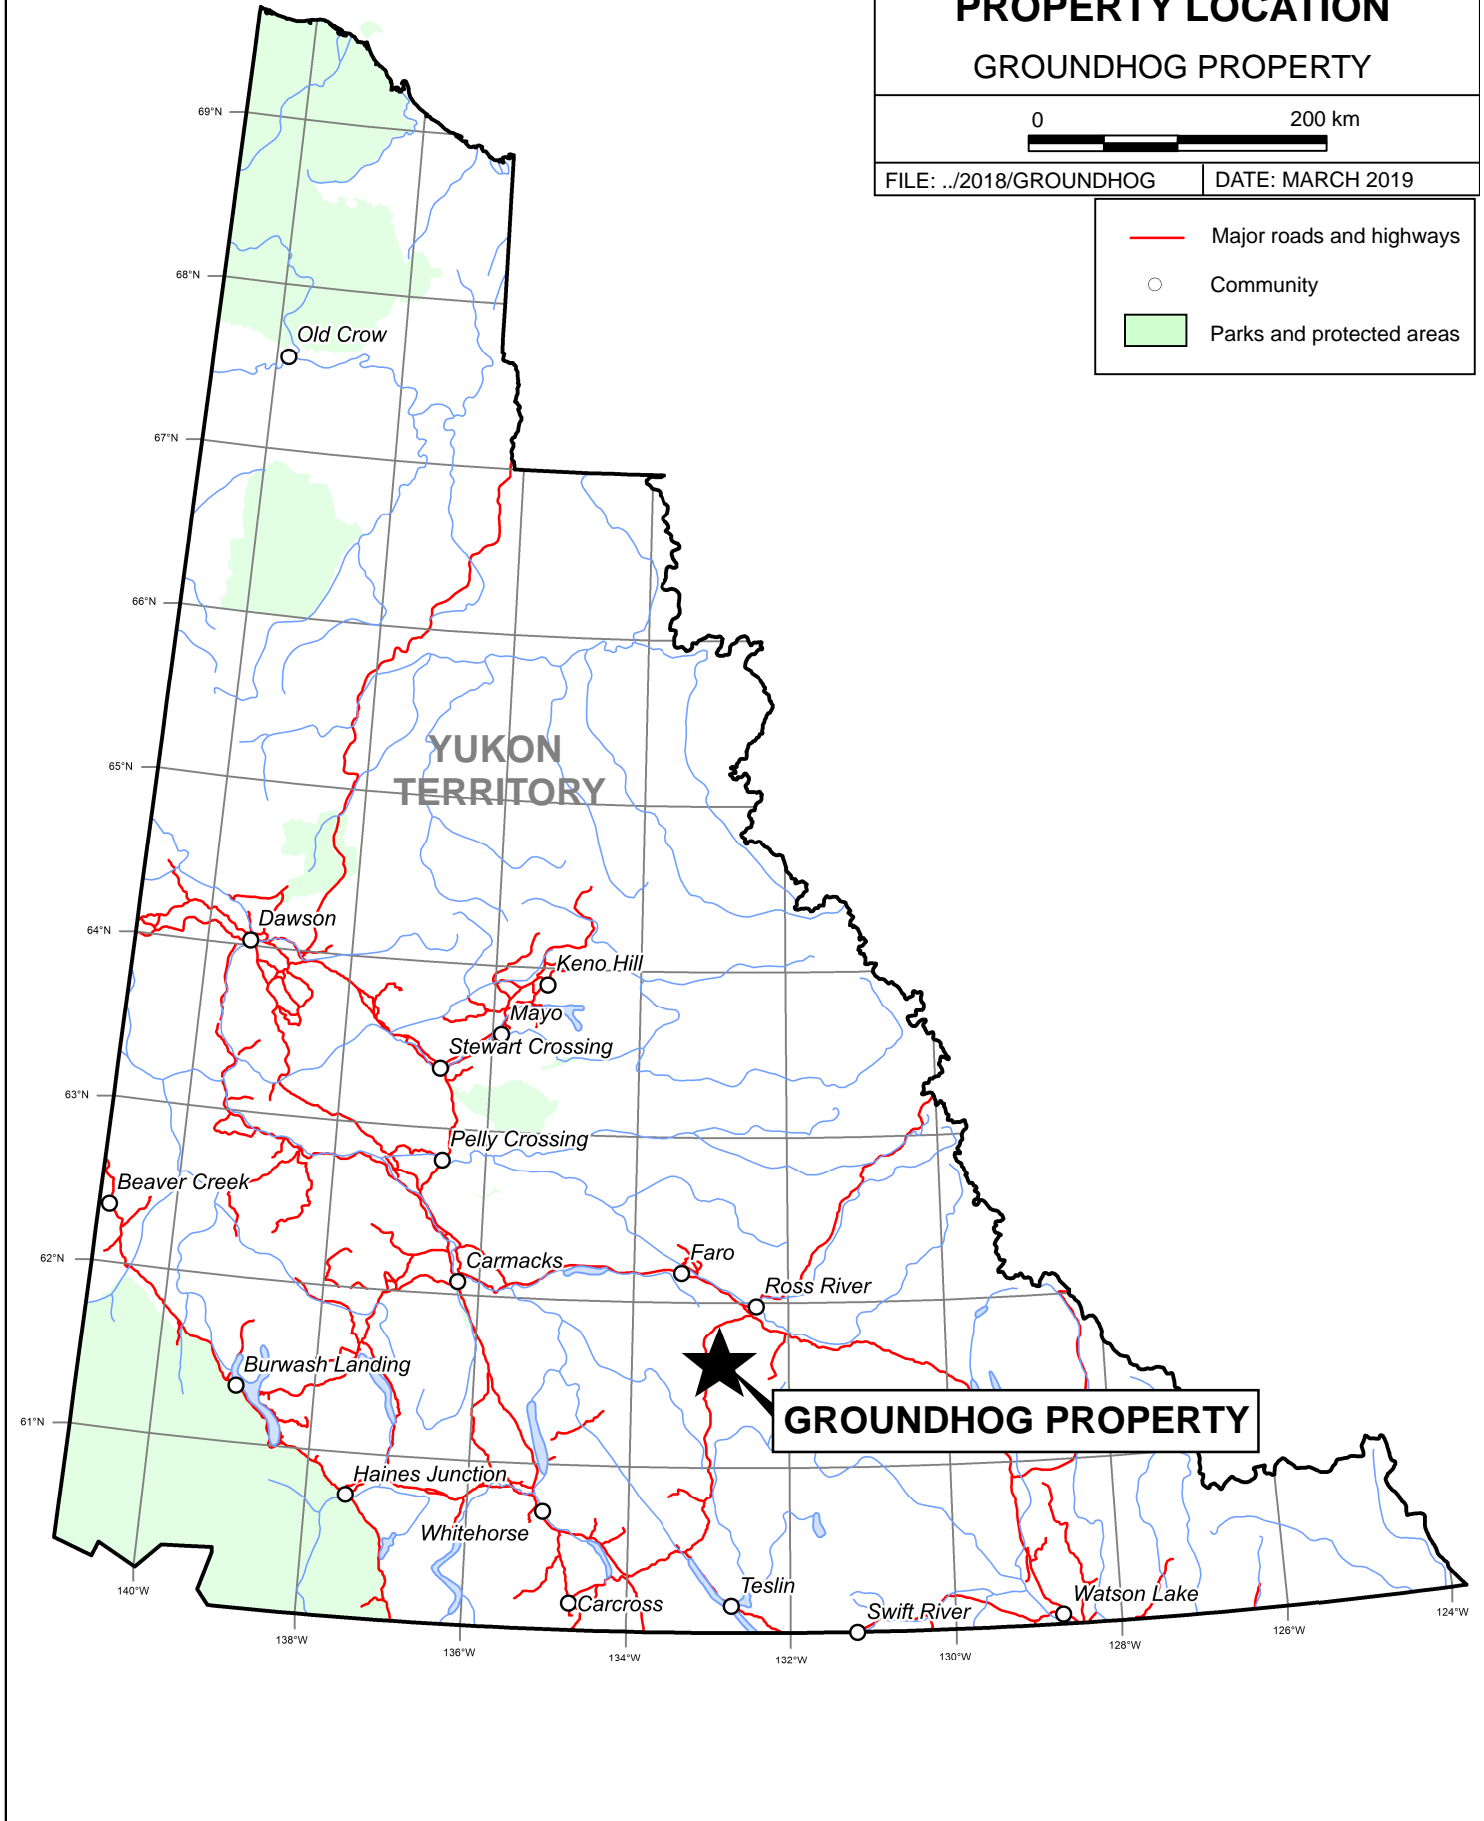 PROPERTY LOCATION
GROUNDHOG PROPERTY
0 200 km
FILE: ../2018/GROUNDHOG DATE: MARCH 2019
Major roads and highways
Community
Parks and protected areas
69°N
68°N
Old Crow
67°N
66°N
65°N
YUKON
TERRITORY
64°N
Dawson
Keno Hill
Mayo
Stewart Crossing
63°N
Pelly Crossing
Beaver Creek
62°N
Carmacks
Faro
Ross River
Burwash Landing
61°N
GROUNDHOG PROPERTY
Haines Junction
Whitehorse
Teslin
Carcross
Swift River
Watson Lake
140°W
138°W
136°W
134°W
132°W
130°W
128°W
126°W
124°W